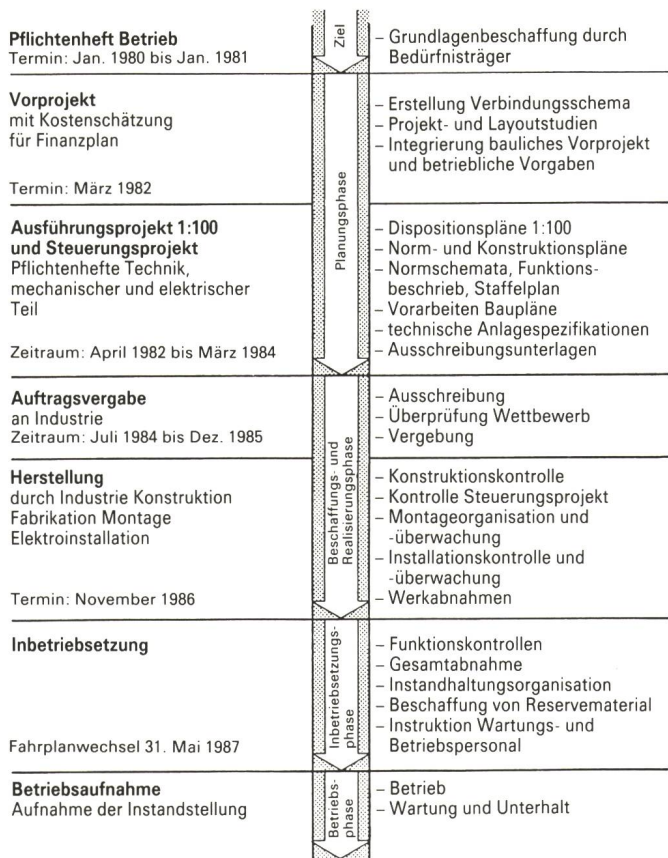 Pflichtenheft Betrieb
Termin: Jan. 1980 bis Jan. 1981
Ziel
– Grundlagenbeschaffung durch
Bedürfnisträger
Vorprojekt
mit Kostenschätzung
für Finanzplan
Termin: März 1982
Planungsphase
– Erstellung Verbindungsschema
– Projekt- und Layoutstudien
– Integrierung bauliches Vorprojekt
und betriebliche Vorgaben
Ausführungsprojekt 1:100
und Steuerungsprojekt
Pflichtenhefte Technik,
mechanischer und elektrischer
Teil
Zeitraum: April 1982 bis März 1984
– Dispositionspläne 1:100
– Norm- und Konstruktionspläne
– Normschemata, Funktions-
beschrieb, Staffelplan
– Vorarbeiten Baupläne
– technische Anlagespezifikationen
– Ausschreibungsunterlagen
Auftragsvergabe
an Industrie
Zeitraum: Juli 1984 bis Dez. 1985
Beschaffungs- und
Realisierungsphase
– Ausschreibung
– Überprüfung Wettbewerb
– Vergebung
Herstellung
durch Industrie Konstruktion
Fabrikation Montage
Elektroinstallation
Termin: November 1986
– Konstruktionskontrolle
– Kontrolle Steuerungsprojekt
– Montageorganisation und
-überwachung
– Installationskontrolle und
-überwachung
– Werkabnahmen
Inbetriebsetzung
Fahrplanwechsel 31. Mai 1987
Inbetriebsetzungs-
phase
– Funktionskontrollen
– Gesamtabnahme
– Instandhaltungsorganisation
– Beschaffung von Reservematerial
– Instruktion Wartungs- und
Betriebspersonal
Betriebsaufnahme
Aufnahme der Instandstellung
Betriebs-
phase
– Betrieb
– Wartung und Unterhalt